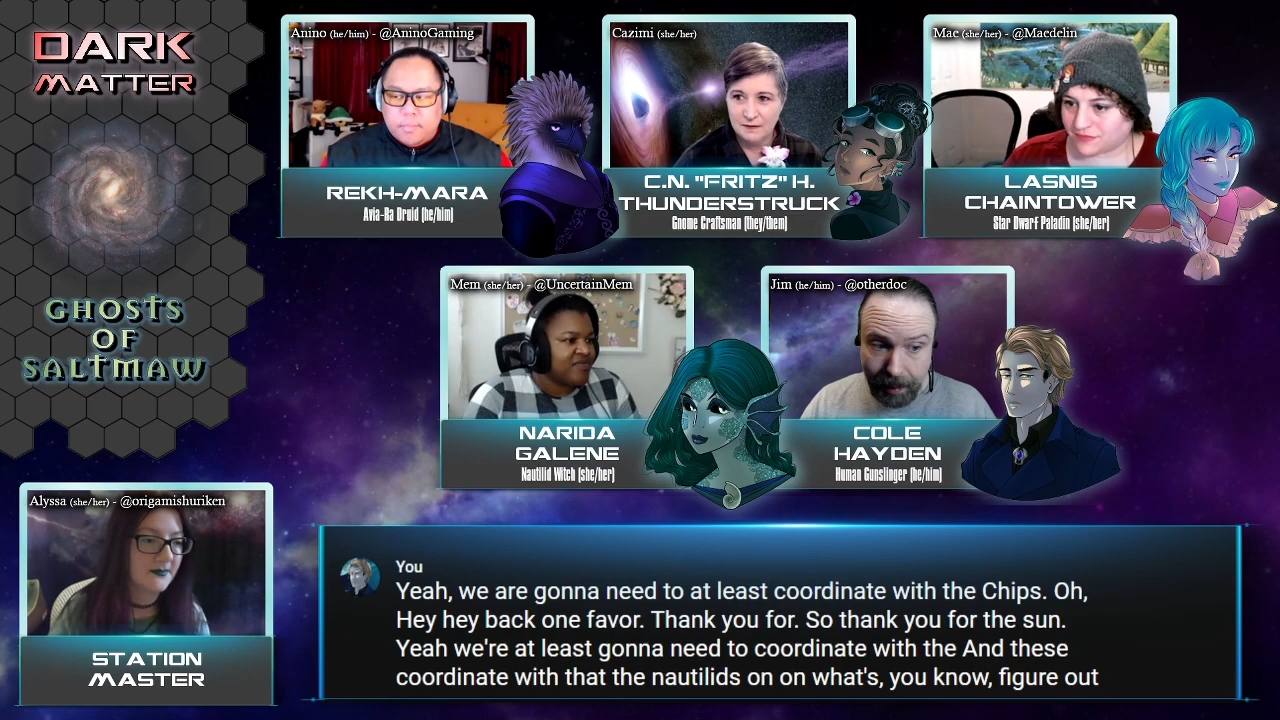 DARK
MATTER
GHOSTS
OF
SALTMAW
Anino (he/him) - @AninoGaming
REKH-MARA
Avia-Ra Druid (he/him)
Cazimi (she/her)
C.N. "FRITZ" H.
THUNDERSTRUCK
Gnome Craftsman (they/them)
Mae (she/her) - @Maedelin
LASNIS
CHAINTOWER
Star Dwarf Paladin (she/her)
Mem (she/her) - @UncertainMem
NARIDA
GALENE
Nautilid Witch (she/her)
Jim (he/him) - @otherdoc
COLE
HAYDEN
Human Gunslinger (he/him)
Alyssa (she/her) - @origamishuriken
STATION
MASTER
You
Yeah, we are gonna need to at least coordinate with the Chips. Oh,
Hey hey back one favor. Thank you for. So thank you for the sun.
Yeah we're at least gonna need to coordinate with the And these
coordinate with that the nautilids on on what's, you know, figure out